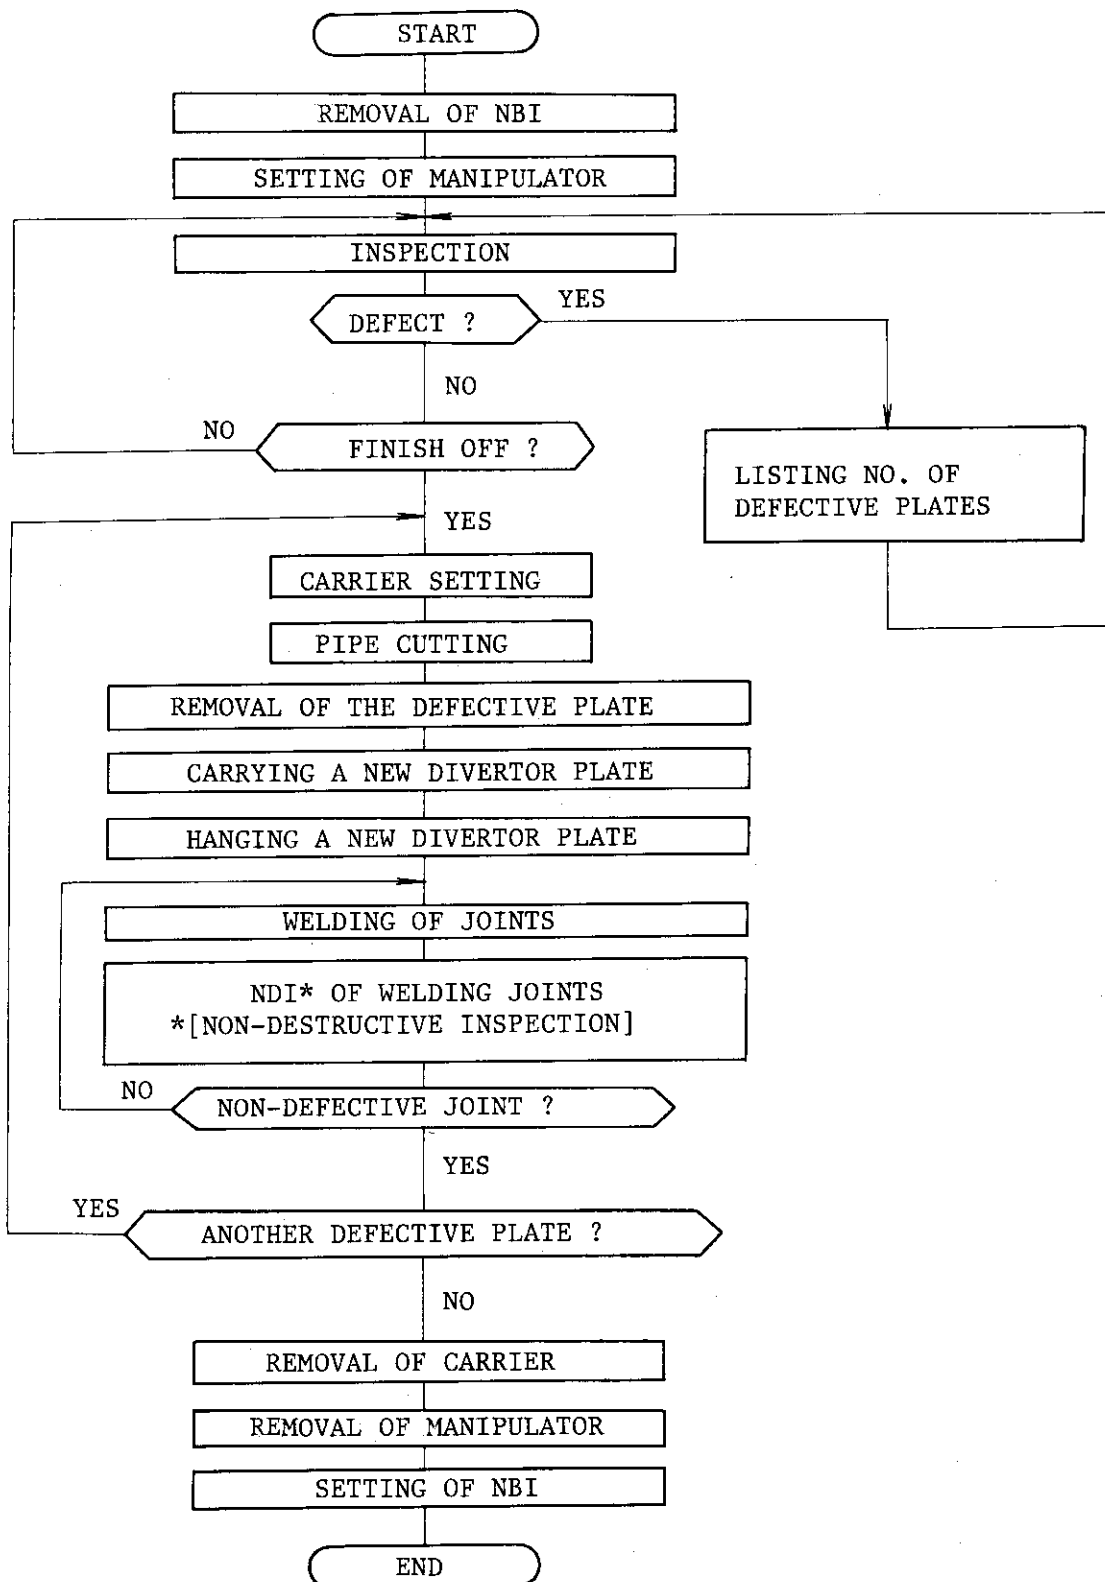 START
REMOVAL OF NBI
SETTING OF MANIPULATOR
INSPECTION
YES
DEFECT ?
NO
NO
FINISH OFF ?
LISTING NO. OF
DEFECTIVE PLATES
YES
CARRIER SETTING
PIPE CUTTING
REMOVAL OF THE DEFECTIVE PLATE
CARRYING A NEW DIVERTOR PLATE
HANGING A NEW DIVERTOR PLATE
WELDING OF JOINTS
NDI* OF WELDING JOINTS
*[NON-DESTRUCTIVE INSPECTION]
NO
NON-DEFECTIVE JOINT ?
YES
YES
ANOTHER DEFECTIVE PLATE ?
NO
REMOVAL OF CARRIER
REMOVAL OF MANIPULATOR
SETTING OF NBI
END